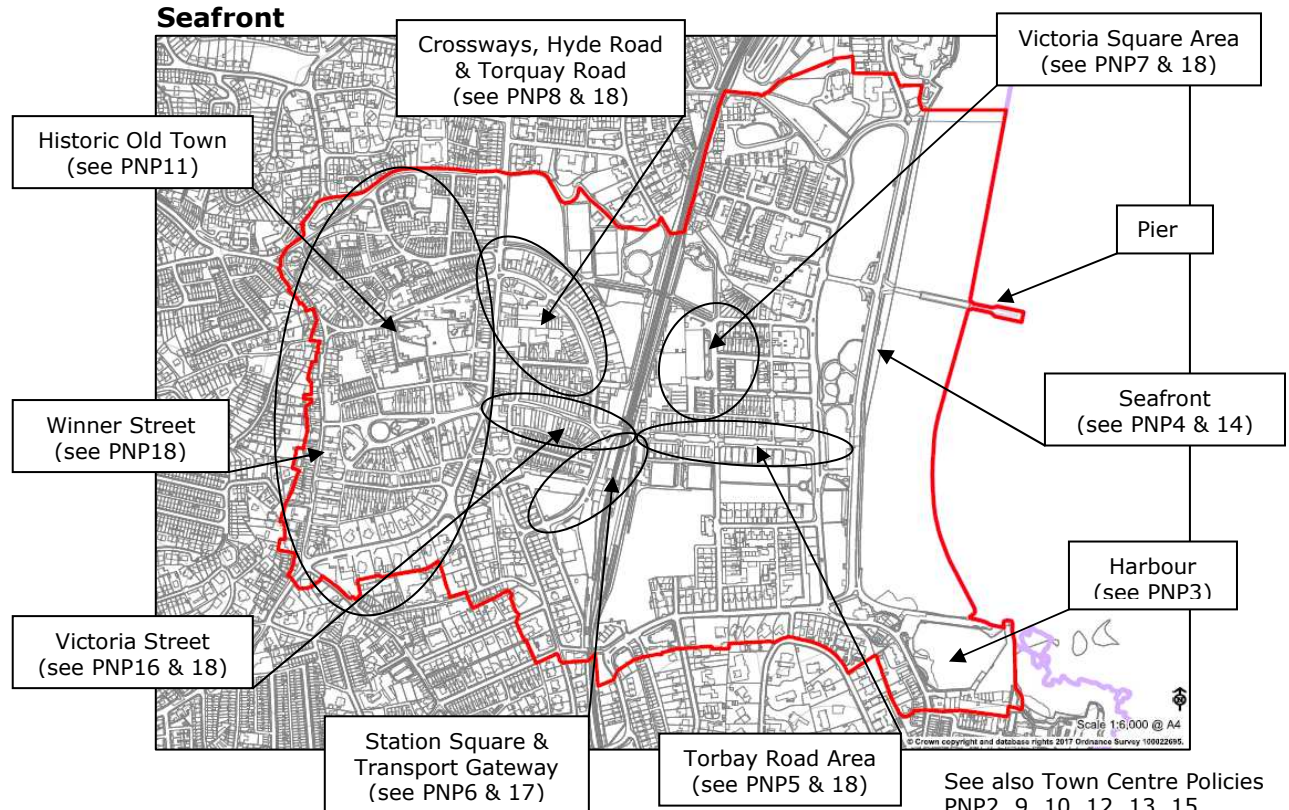 Seafront
Crossways, Hyde Road
& Torquay Road
(see PNP8 & 18)
Victoria Square Area
(see PNP7 & 18)
Historic Old Town
(see PNP11)
Pier
Seafront
(see PNP4 & 14)
Winner Street
(see PNP18)
Harbour
(see PNP3)
Victoria Street
(see PNP16 & 18)
Station Square &
Transport Gateway
(see PNP6 & 17)
Torbay Road Area
(see PNP5 & 18)
Scale 1:6,000 @ A4
© Crown copyright and database rights 2017 Ordnance Survey 100022695.
See also Town Centre Policies
PNP2, 9, 10, 12, 13, 15